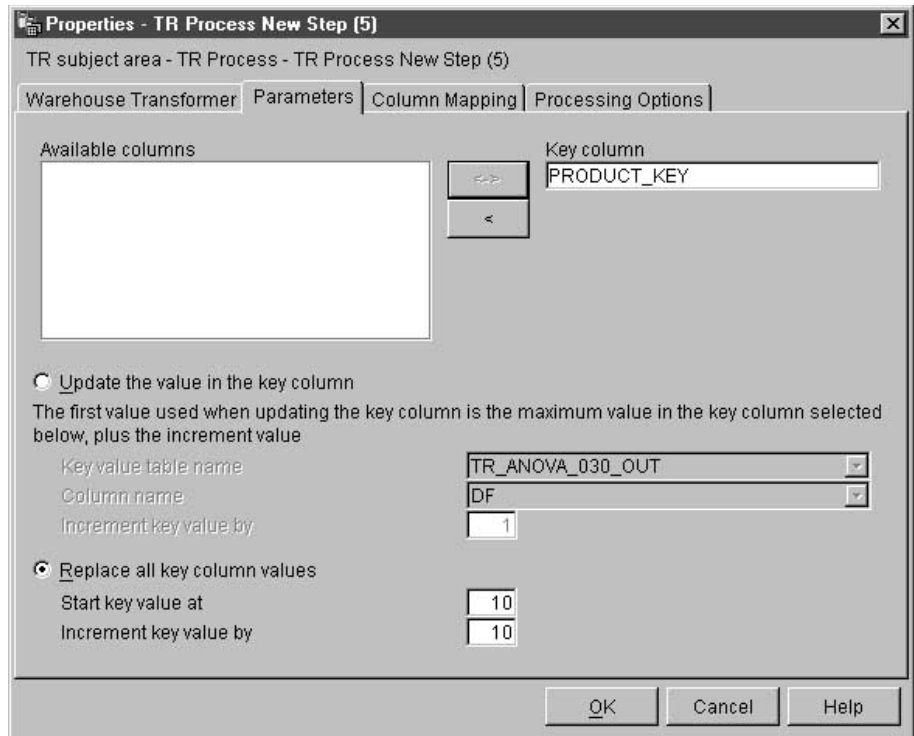 Properties - TR Process New Step (5)
TR subject area - TR Process - TR Process New Step (5)
Warehouse Transformer Parameters Column Mapping Processing Options
Available columns
Key column
<->
PRODUCT_KEY
<
Update the value in the key column
The first value used when updating the key column is the maximum value in the key column selected
below, plus the increment value
Key value table name TR_ANOVA_030_OUT
Column name DF
Increment key value by 1
Replace all key column values
Start key value at 10
Increment key value by 10
OK Cancel Help